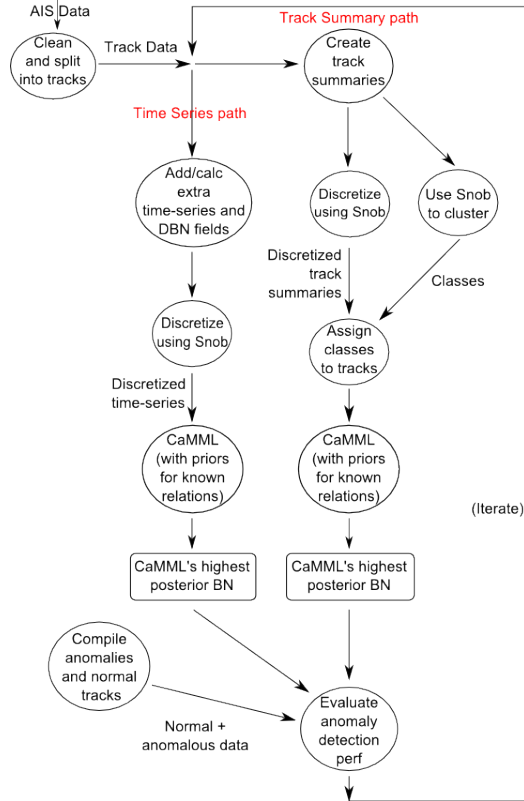 AIS Data
Clean
and split
into tracks
Track Data
Track Summary path
Create
track
summaries
Time Series path
Add/calc
extra
time-series and
DBN fields
Discretize
using Snob
Use Snob
to cluster
Discretized
track
summaries
Classes
Discretize
using Snob
Assign
classes
to tracks
Discretized
time-series
CaMML
(with priors
for known
relations)
CaMML
(with priors
for known
relations)
(Iterate)
CaMML's highest
posterior BN
CaMML's highest
posterior BN
Compile
anomalies
and normal
tracks
Normal +
anomalous data
Evaluate
anomaly
detection
perf